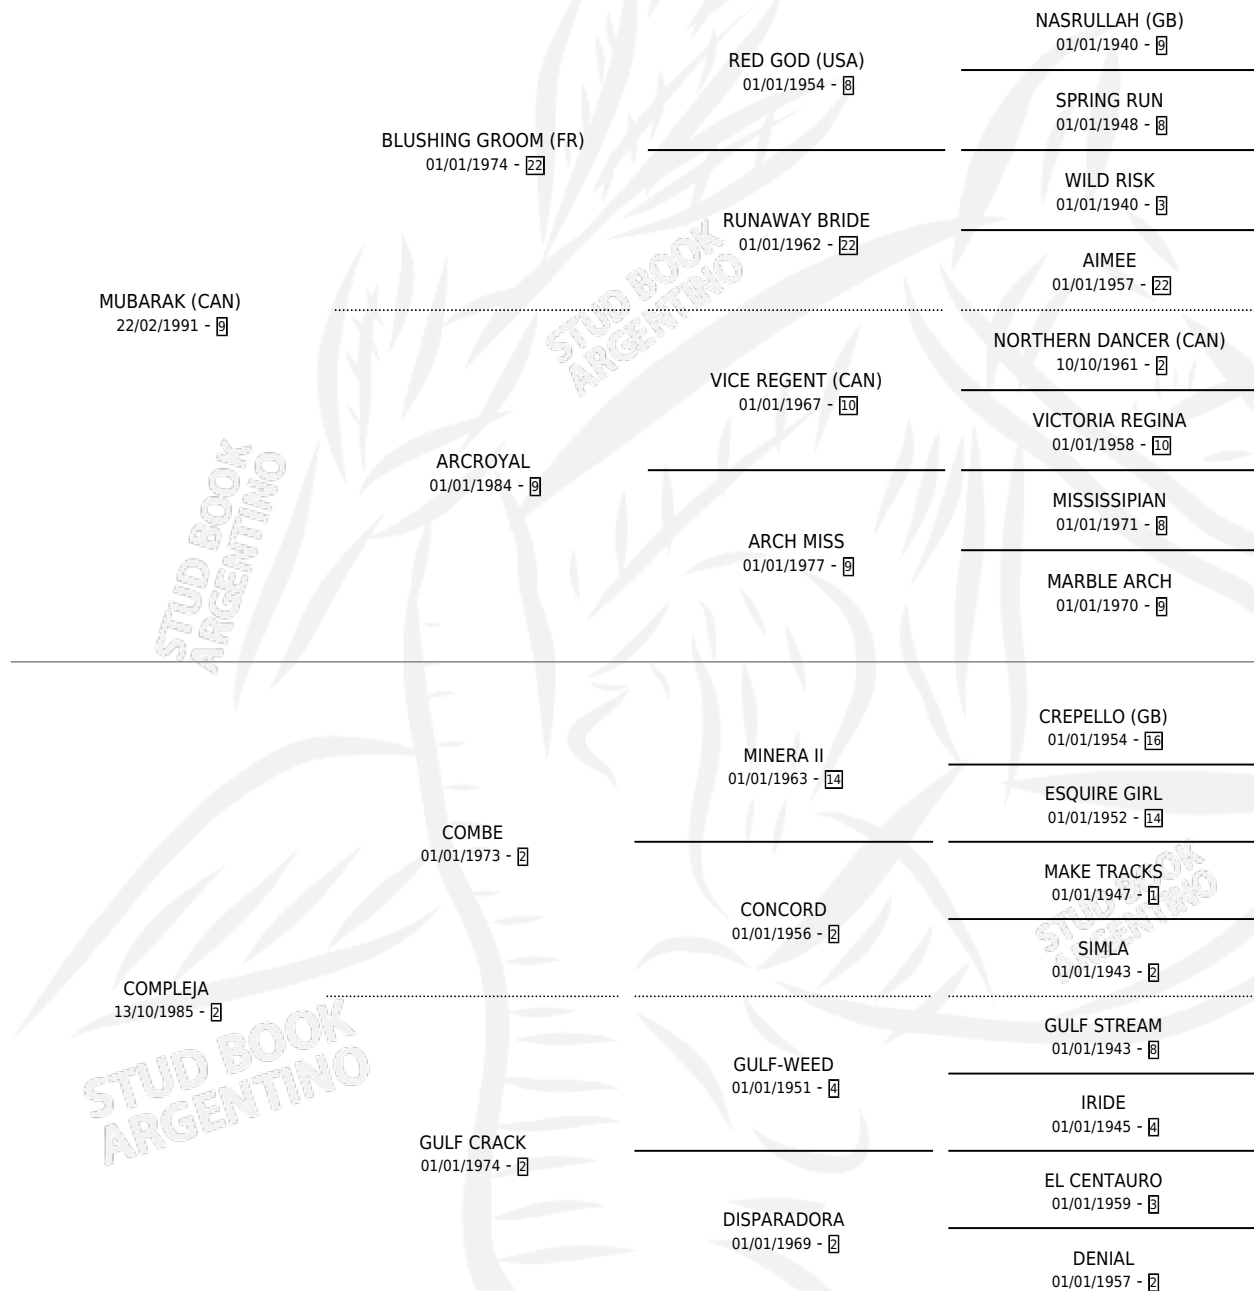 NASRULLAH (GB)
01/01/1940 - 9
RED GOD (USA)
01/01/1954 - 8
SPRING RUN
01/01/1948 - 8
BLUSHING GROOM (FR)
01/01/1974 - 22
WILD RISK
01/01/1940 - 3
RUNAWAY BRIDE
01/01/1962 - 22
AIMEE
01/01/1957 - 22
MUBARAK (CAN)
22/02/1991 - 9
NORTHERN DANCER (CAN)
10/10/1961 - 2
VICE REGENT (CAN)
01/01/1967 - 10
VICTORIA REGINA
01/01/1958 - 10
ARCROYAL
01/01/1984 - 9
MISSISSIPIAN
01/01/1971 - 8
ARCH MISS
01/01/1977 - 9
MARBLE ARCH
01/01/1970 - 9
CREPELLO (GB)
01/01/1954 - 16
MINERA II
01/01/1963 - 14
ESQUIRE GIRL
01/01/1952 - 14
COMBE
01/01/1973 - 2
MAKE TRACKS
01/01/1947 - 1
CONCORD
01/01/1956 - 2
SIMLA
01/01/1943 - 2
COMPLEJA
13/10/1985 - 2
GULF STREAM
01/01/1943 - 8
GULF-WEED
01/01/1951 - 4
IRIDE
01/01/1945 - 4
GULF CRACK
01/01/1974 - 2
EL CENTAURO
01/01/1959 - 3
DISPARADORA
01/01/1969 - 2
DENIAL
01/01/1957 - 2
STUD BOOK
ARGENTINO
STUD BOOK
ARGENTINO
STUD BOOK
ARGENTINO
STUD BOOK
ARGENTINO